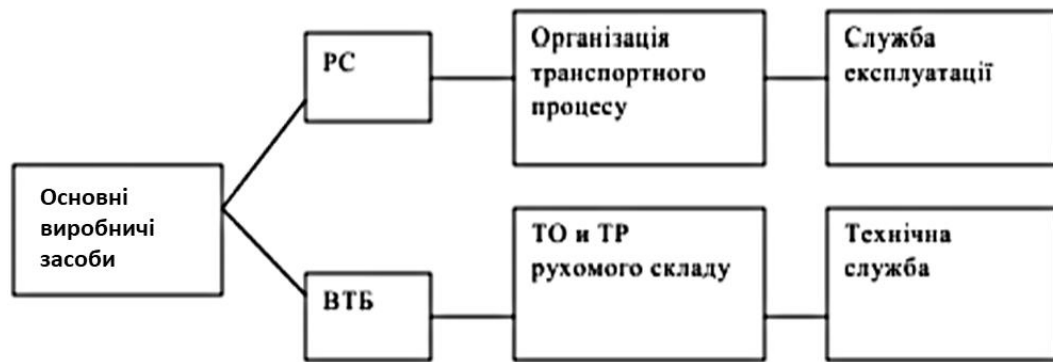 Основні
виробничі
засоби
РС
Організація
транспортного
процесу
Служба
експлуатації
ВТБ
ТО и ТР
рухомого складу
Технічна
служба